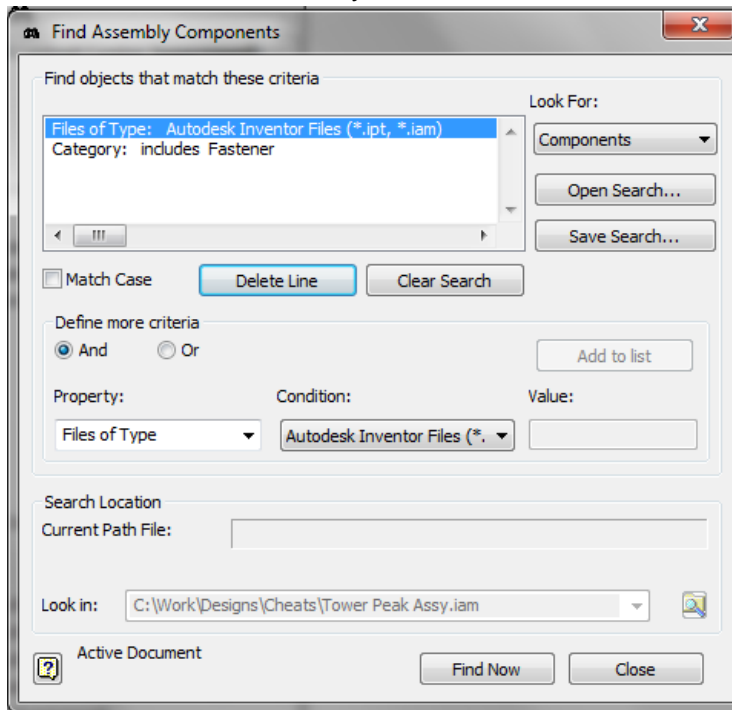 Find Assembly Components
Find objects that match these criteria
Look For:
Files of Type: Autodesk Inventor Files (*.ipt, *.iam)
Category: includes Fastener
Components
Open Search...
Save Search...
Match Case
Delete Line
Clear Search
Define more criteria
And
Or
Add to list
Property:
Condition:
Value:
Files of Type
Autodesk Inventor Files (*.
Search Location
Current Path File:
Look in:
C:\Work\Designs\Cheats\Tower Peak Assy.iam
Active Document
Find Now
Close